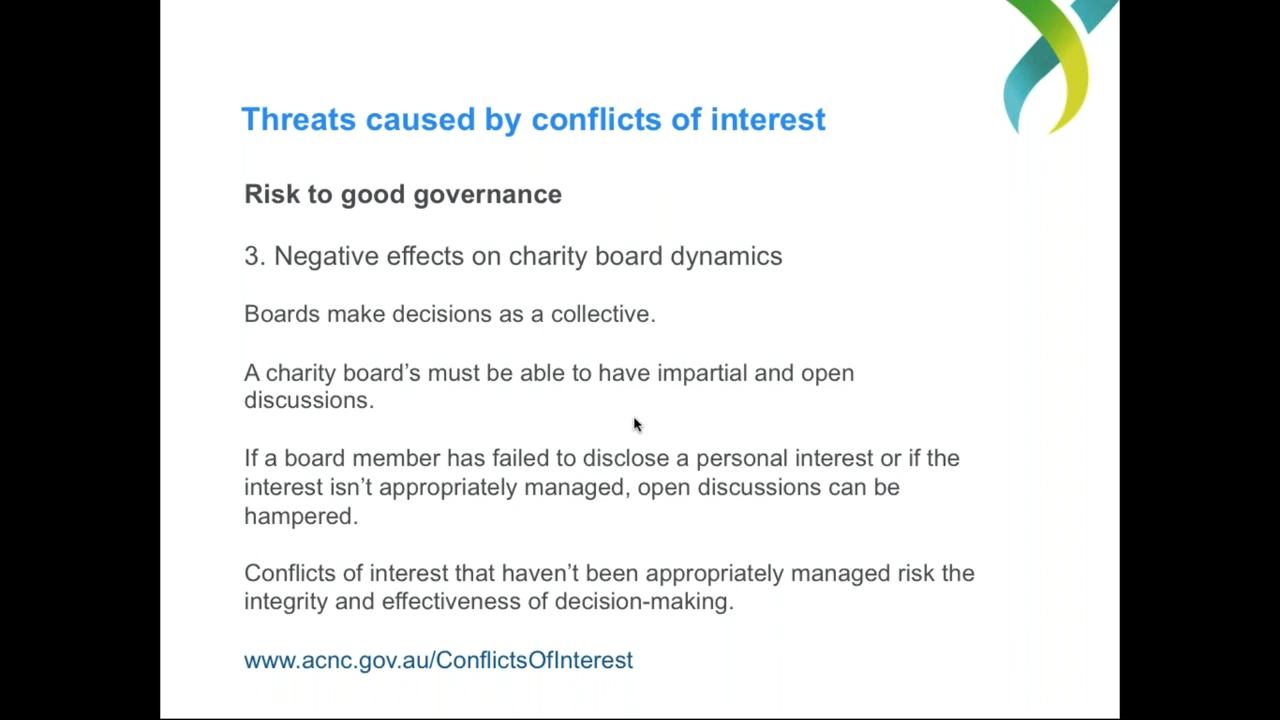 Threats caused by conflicts of interest
Risk to good governance
3. Negative effects on charity board dynamics
Boards make decisions as a collective.
A charity board’s must be able to have impartial and open
discussions.
If a board member has failed to disclose a personal interest or if the
interest isn’t appropriately managed, open discussions can be
hampered.
Conflicts of interest that haven’t been appropriately managed risk the
integrity and effectiveness of decision-making.
www.acnc.gov.au/ConflictsOfInterest